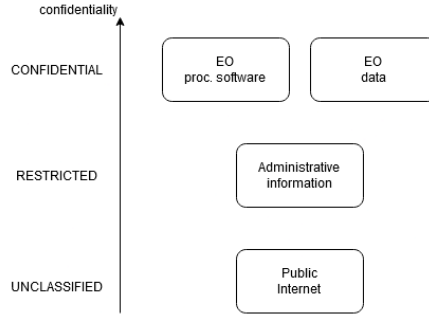 confidentiality
CONFIDENTIAL
EO
proc. software
EO
data
RESTRICTED
Administrative
information
UNCLASSIFIED
Public
Internet